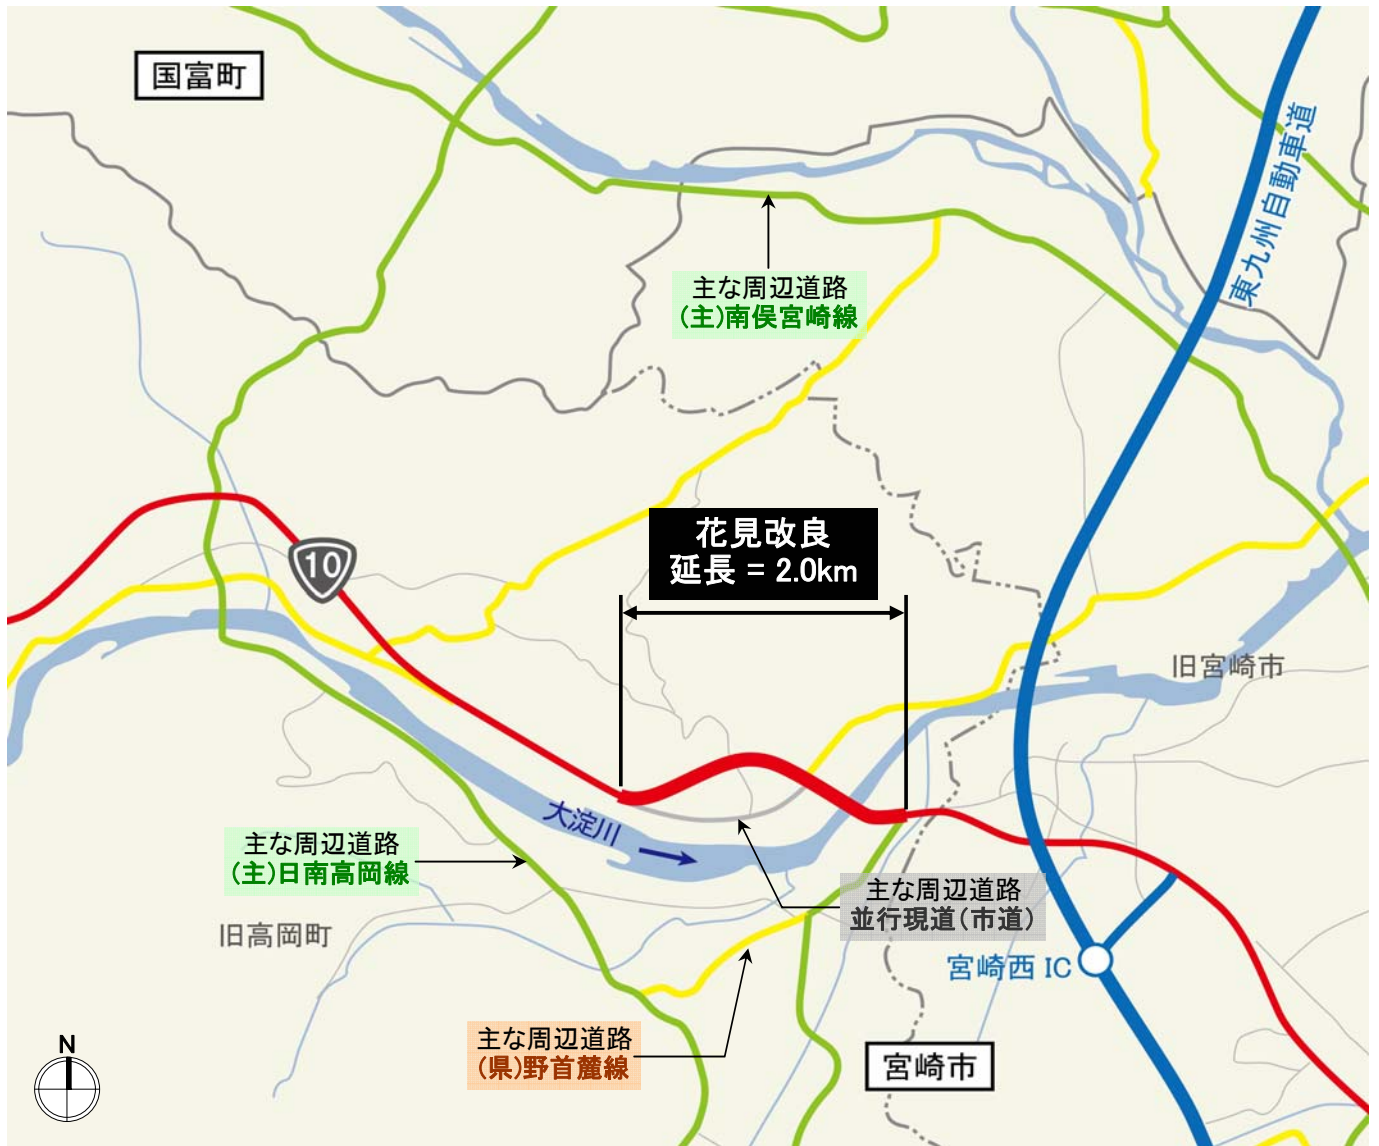 国富町
東九州自動車道
主な周辺道路
(主)南俣宮崎線
花見改良
延長 = 2.0km
10
旧宮崎市
大淀川
主な周辺道路
(主)日南高岡線
主な周辺道路
並行現道(市道)
旧高岡町
宮崎西 IC
主な周辺道路
(県)野首麓線
宮崎市
N